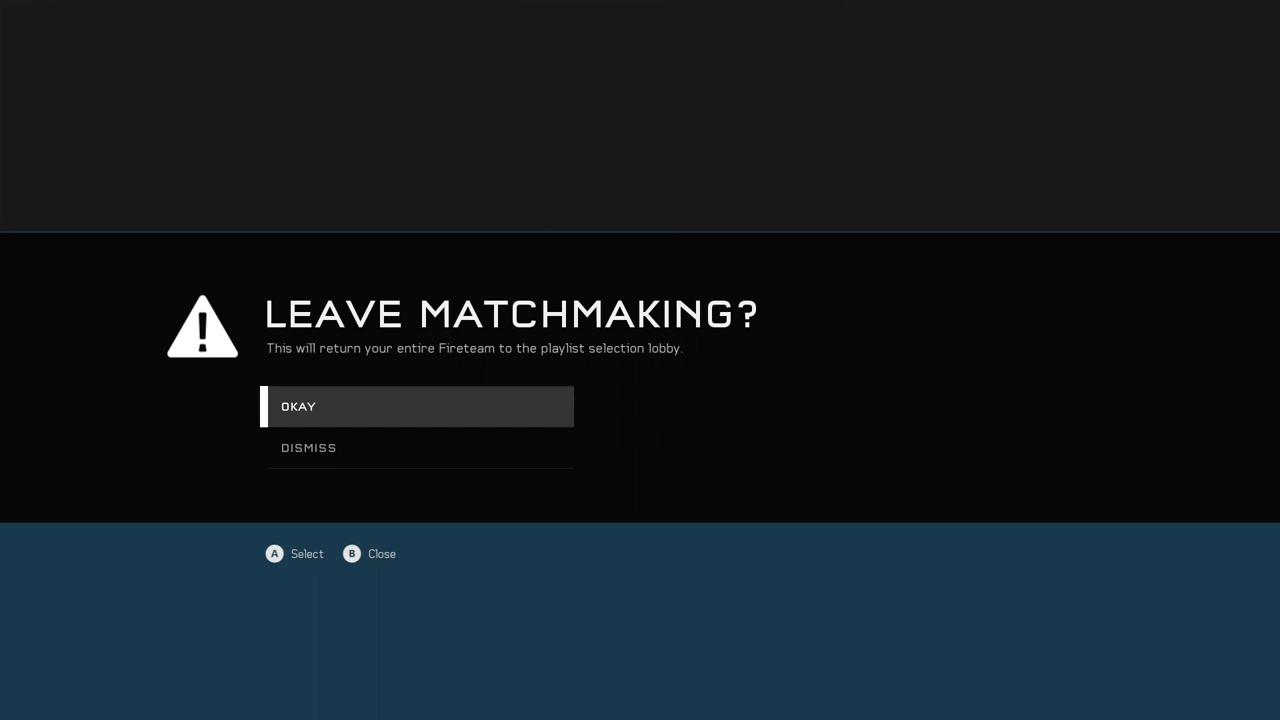 LEAVE MATCHMAKING?
This will return your entire Fireteam to the playlist selection lobby.
OKAY
DISMISS
A Select B Close